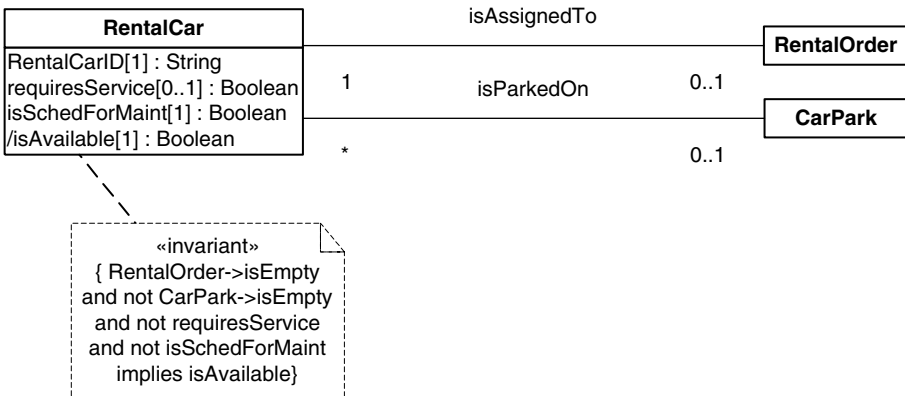 RentalCar
RentalCarID[1] : String
requiresService[0..1] : Boolean
isSchedForMaint[1] : Boolean
/isAvailable[1] : Boolean
isAssignedTo
RentalOrder
1
0..1
isParkedOn
CarPark
*
0..1
«invariant»
{ RentalOrder->isEmpty
and not CarPark->isEmpty
and not requiresService
and not isSchedForMaint
implies isAvailable}